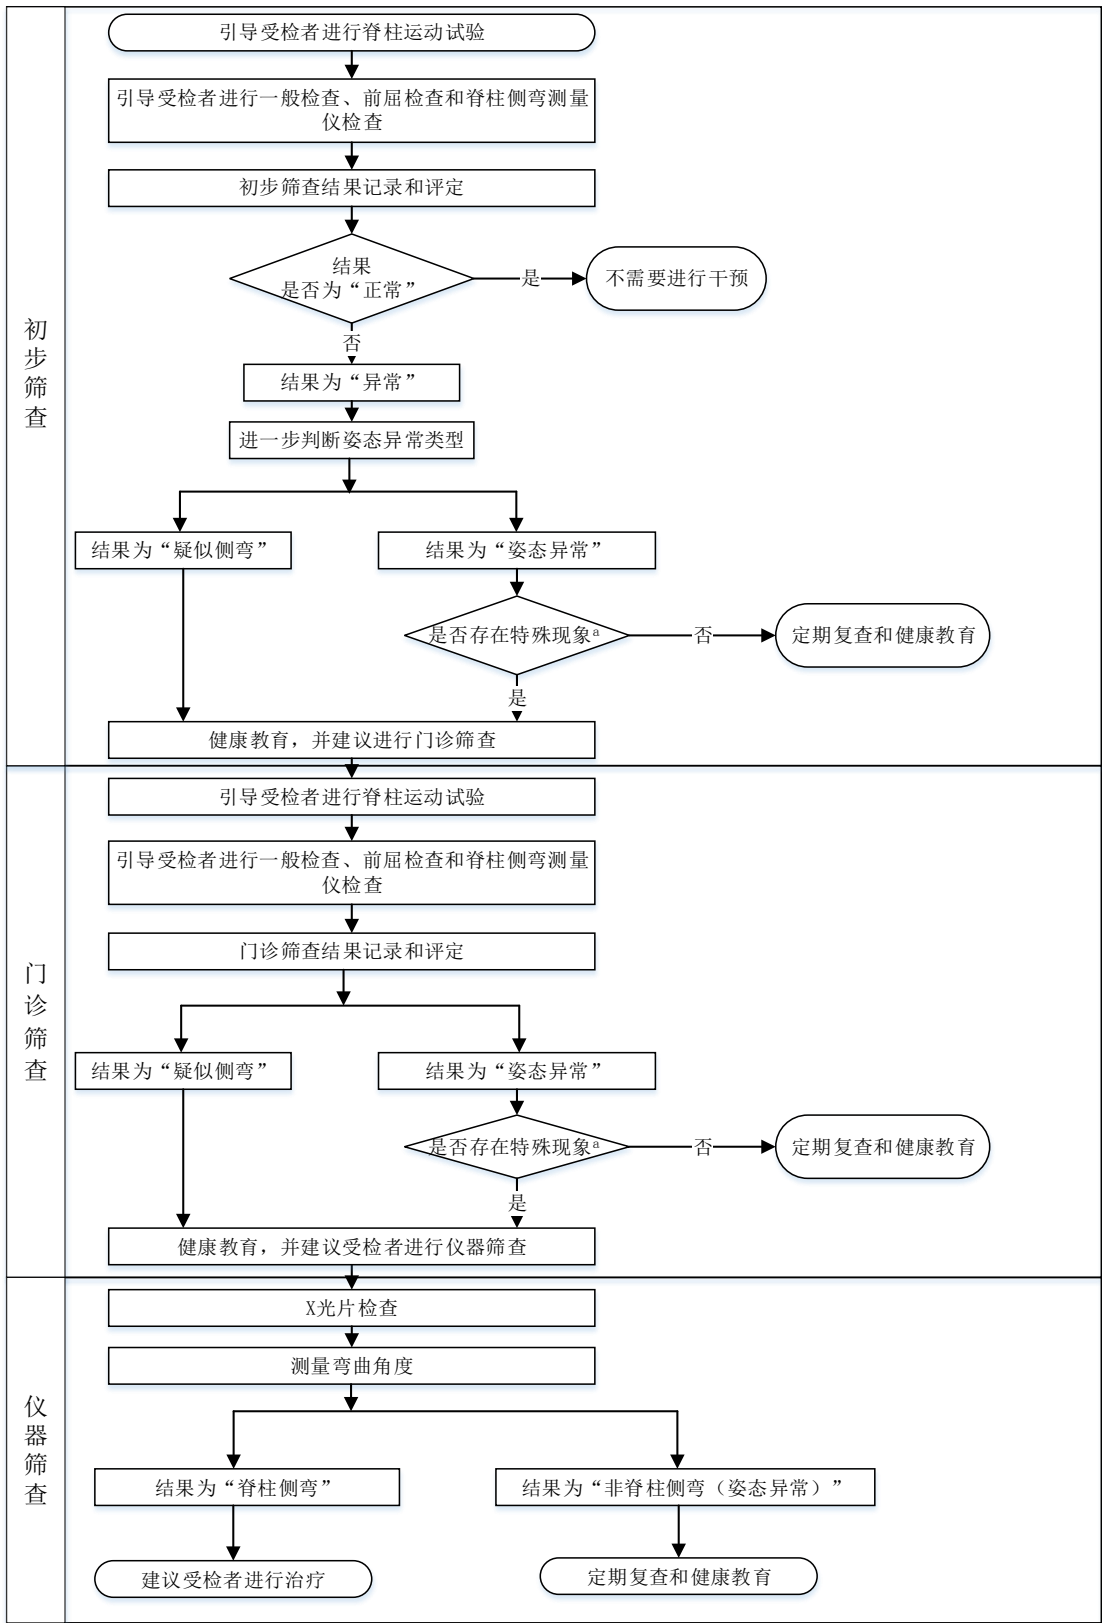 初步筛查
引导受检者进行脊柱运动试验
引导受检者进行一般检查、前屈检查和脊柱侧弯测量
仪检查
初步筛查结果记录和评定
结果
是否为“正常”
是
不需要进行干预
否
结果为“异常”
进一步判断姿态异常类型
结果为“疑似侧弯”
结果为“姿态异常”
是否存在特殊现象ᵃ
否
定期复查和健康教育
是
健康教育，并建议进行门诊筛查
门诊筛查
引导受检者进行脊柱运动试验
引导受检者进行一般检查、前屈检查和脊柱侧弯测量
仪检查
门诊筛查结果记录和评定
结果为“疑似侧弯”
结果为“姿态异常”
是否存在特殊现象ᵃ
否
定期复查和健康教育
是
健康教育，并建议受检者进行仪器筛查
仪器筛查
X光片检查
测量弯曲角度
结果为“脊柱侧弯”
结果为“非脊柱侧弯（姿态异常）”
建议受检者进行治疗
定期复查和健康教育